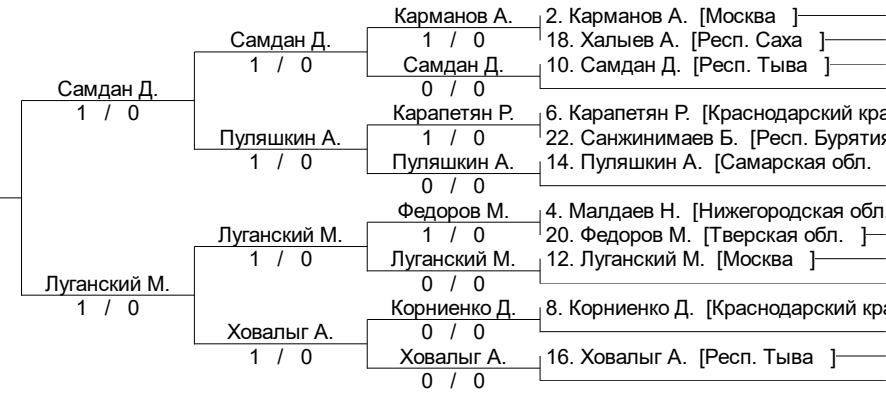 Карманов А.
2. Карманов А. [Москва ]
1 / 0
18. Халыев А. [Респ. Саха ]
Самдан Д.
1 / 0
Самдан Д.
10. Самдан Д. [Респ. Тыва ]
0 / 0
Самдан Д.
1 / 0
Карапетян Р.
6. Карапетян Р. [Краснодарский кра
1 / 0
22. Санжинимаев Б. [Респ. Бурятия
Пуляшкин А.
1 / 0
Пуляшкин А.
14. Пуляшкин А. [Самарская обл.
0 / 0
Федоров М.
4. Малдаев Н. [Нижегородская обл.
1 / 0
20. Федоров М. [Тверская обл. ]
Луганский М.
1 / 0
Луганский М.
12. Луганский М. [Москва ]
0 / 0
Луганский М.
1 / 0
Корниенко Д.
8. Корниенко Д. [Краснодарский кра
0 / 0
Ховалыг А.
1 / 0
Ховалыг А.
16. Ховалыг А. [Респ. Тыва ]
0 / 0